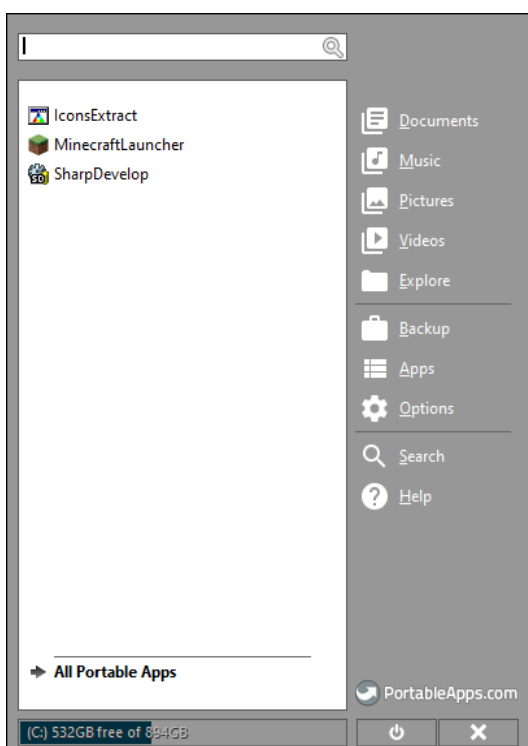 IconsExtract
MinecraftLauncher
SharpDevelop
All Portable Apps
(C:) 532GB free of 894GB
Documents
Music
Pictures
Videos
Explore
Backup
Apps
Options
Search
Help
PortableApps.com